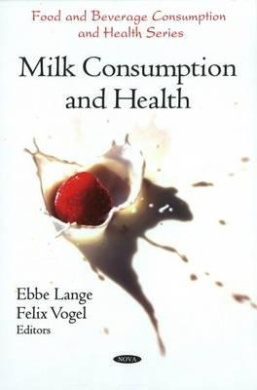 Food and Beverage Consumption
and Health Series
Milk Consumption
and Health
Ebbe Lange
Felix Vogel
Editors
NOVA